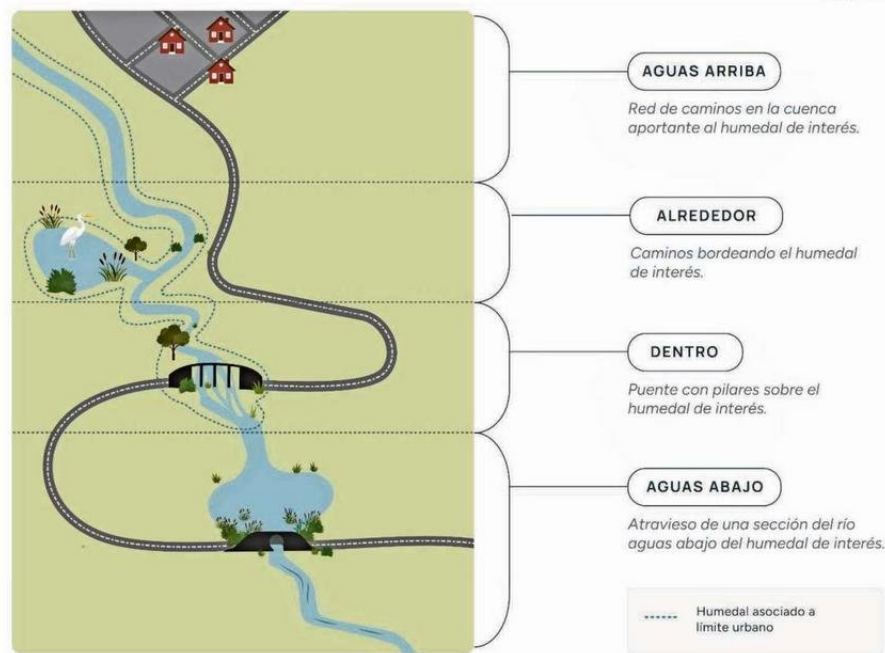 AGUAS ARRIBA
Red de caminos en la cuenca
aportante al humedal de interés.
ALREDEDOR
Caminos bordeando el humedal
de interés.
DENTRO
Puente con pilares sobre el
humedal de interés.
AGUAS ABAJO
Atravieso de una sección del río
aguas abajo del humedal de interés.
Humedal asociado a
límite urbano